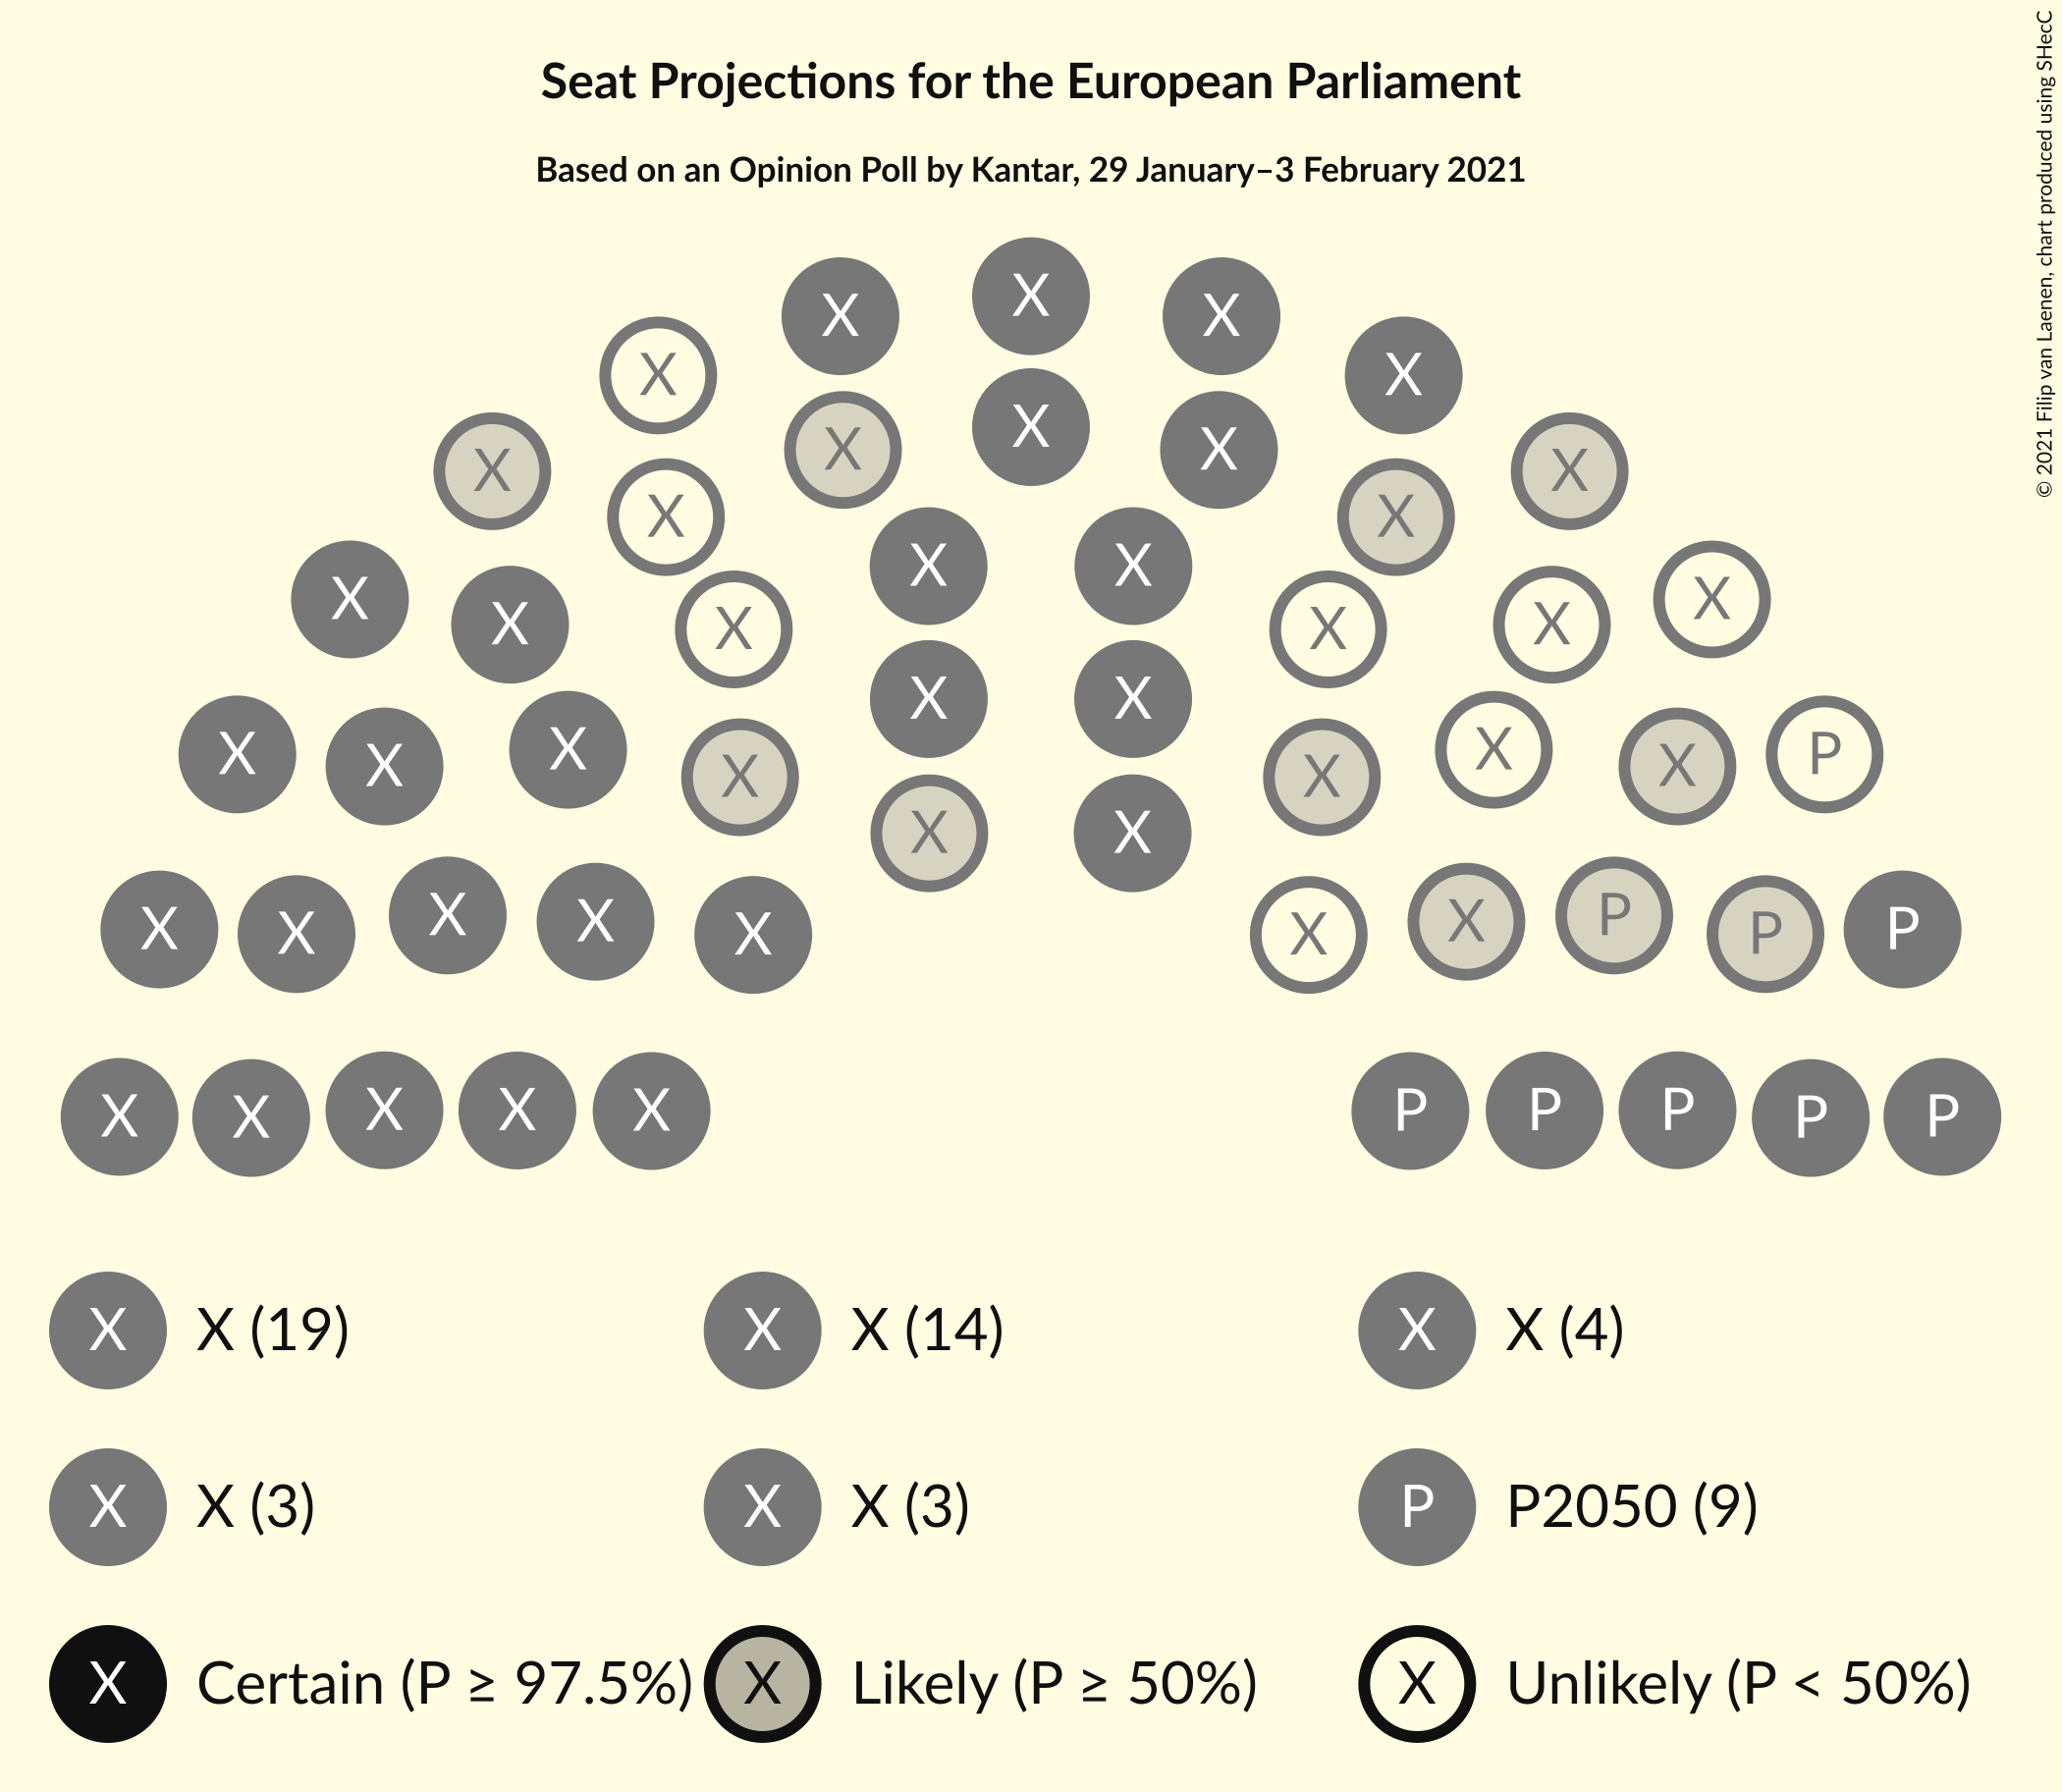 Seat Projections for the European Parliament
Based on an Opinion Poll by Kantar, 29 January–3 February 2021
© 2021 Filip van Laenen, chart produced using SHecC
X
X X
X X
X X
X X X
X X
X X X X
X X X X
X X
X X X X
X X X P
X X
X X X X X
X X P P P
X X X X X
P P P P P
X X (19)
X X (14)
X X (4)
X X (3)
X X (3)
P P2050 (9)
X Certain (P ≥ 97.5%)
X Likely (P ≥ 50%)
X Unlikely (P < 50%)